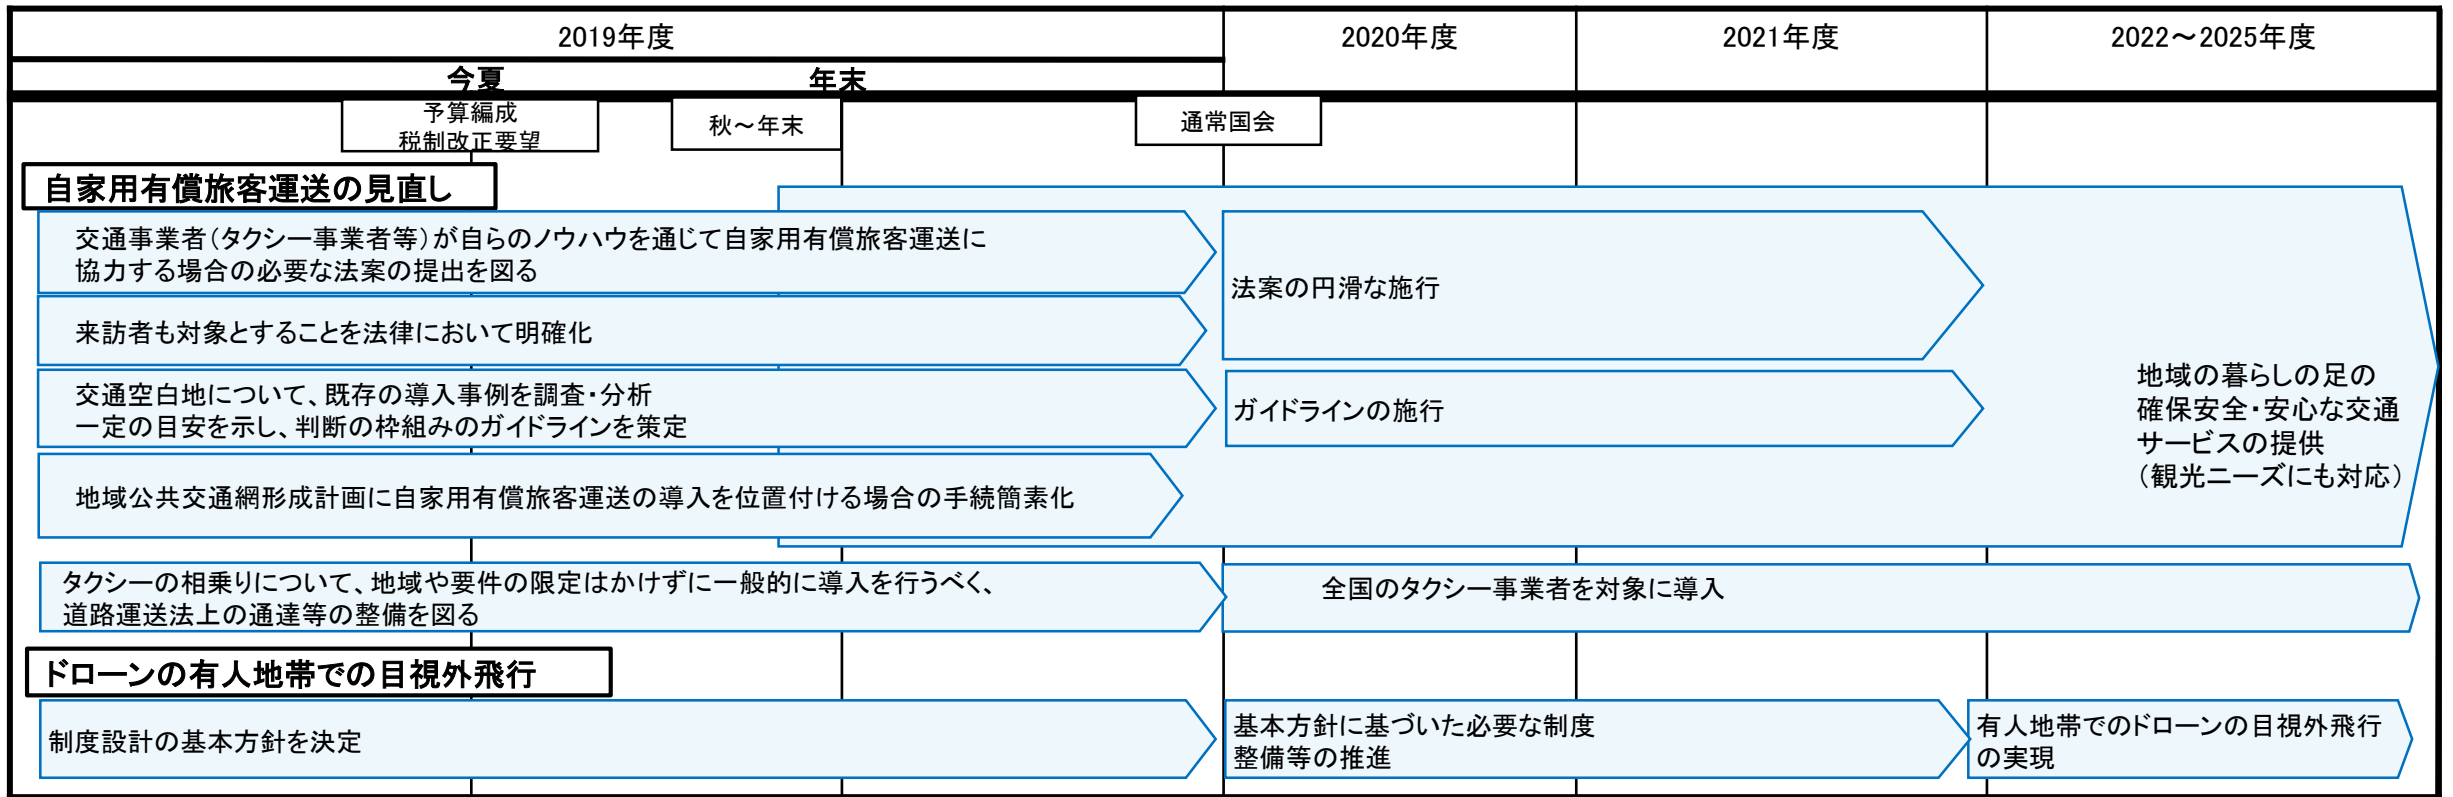 2019年度
2020年度
2021年度
2022～2025年度
今夏
年末
予算編成
税制改正要望
秋～年末
通常国会
自家用有償旅客運送の見直し
交通事業者（タクシー事業者等）が自らのノウハウを通じて自家用有償旅客運送に
協力する場合の必要な法案の提出を図る
法案の円滑な施行
来訪者も対象とすることを法律において明確化
交通空白地について、既存の導入事例を調査・分析
一定の目安を示し、判断の枠組みのガイドラインを策定
ガイドラインの施行
地域の暮らしの足の
確保安全・安心な交通
サービスの提供
（観光ニーズにも対応）
地域公共交通網形成計画に自家用有償旅客運送の導入を位置付ける場合の手続簡素化
タクシーの相乗りについて、地域や要件の限定はかけずに一般的に導入を行うべく、
道路運送法上の通達等の整備を図る
全国のタクシー事業者を対象に導入
ドローンの有人地帯での目視外飛行
制度設計の基本方針を決定
基本方針に基づいた必要な制度
整備等の推進
有人地帯でのドローンの目視外飛行
の実現